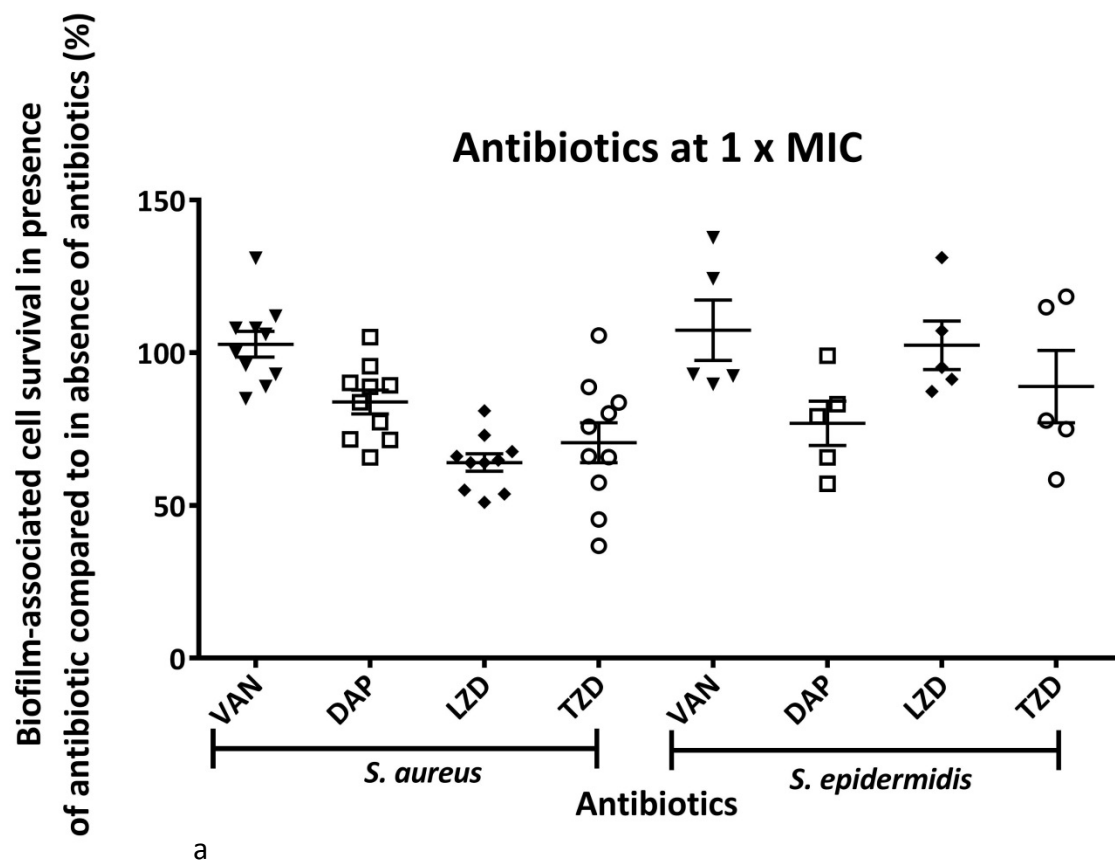 Antibiotics at 1 x MIC
Biofilm-associated cell survival in presence
of antibiotic compared to in absence of antibiotics (%)
150
100
50
0
VAN
DAP
LZD
TZD
VAN
DAP
LZD
TZD
S. aureus
S. epidermidis
Antibiotics
a